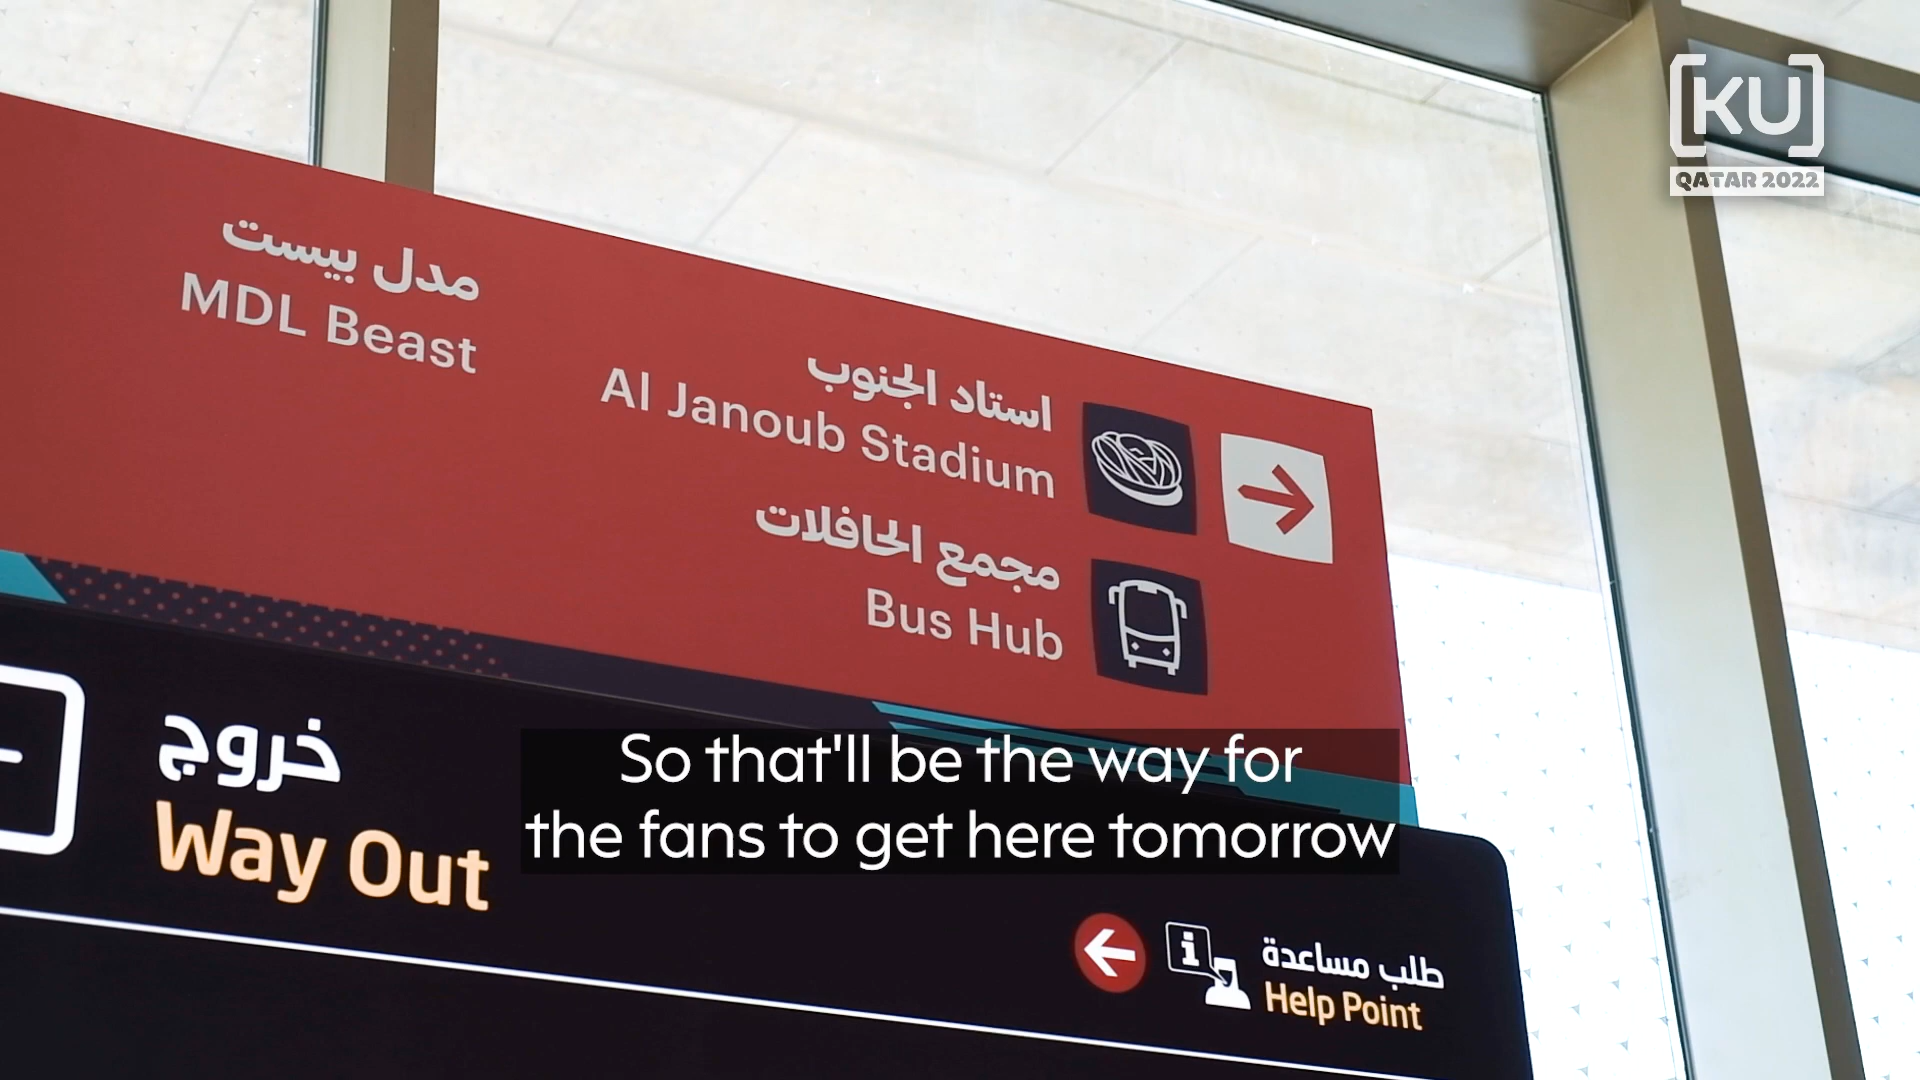 [KU]
QATAR 2022
مدل بيست
MDL Beast
استاد الجنوب
Al Janoub Stadium
مجمع الحافلات
Bus Hub
خروج
Way Out
So that'll be the way for
the fans to get here tomorrow
طلب مساعدة
Help Point